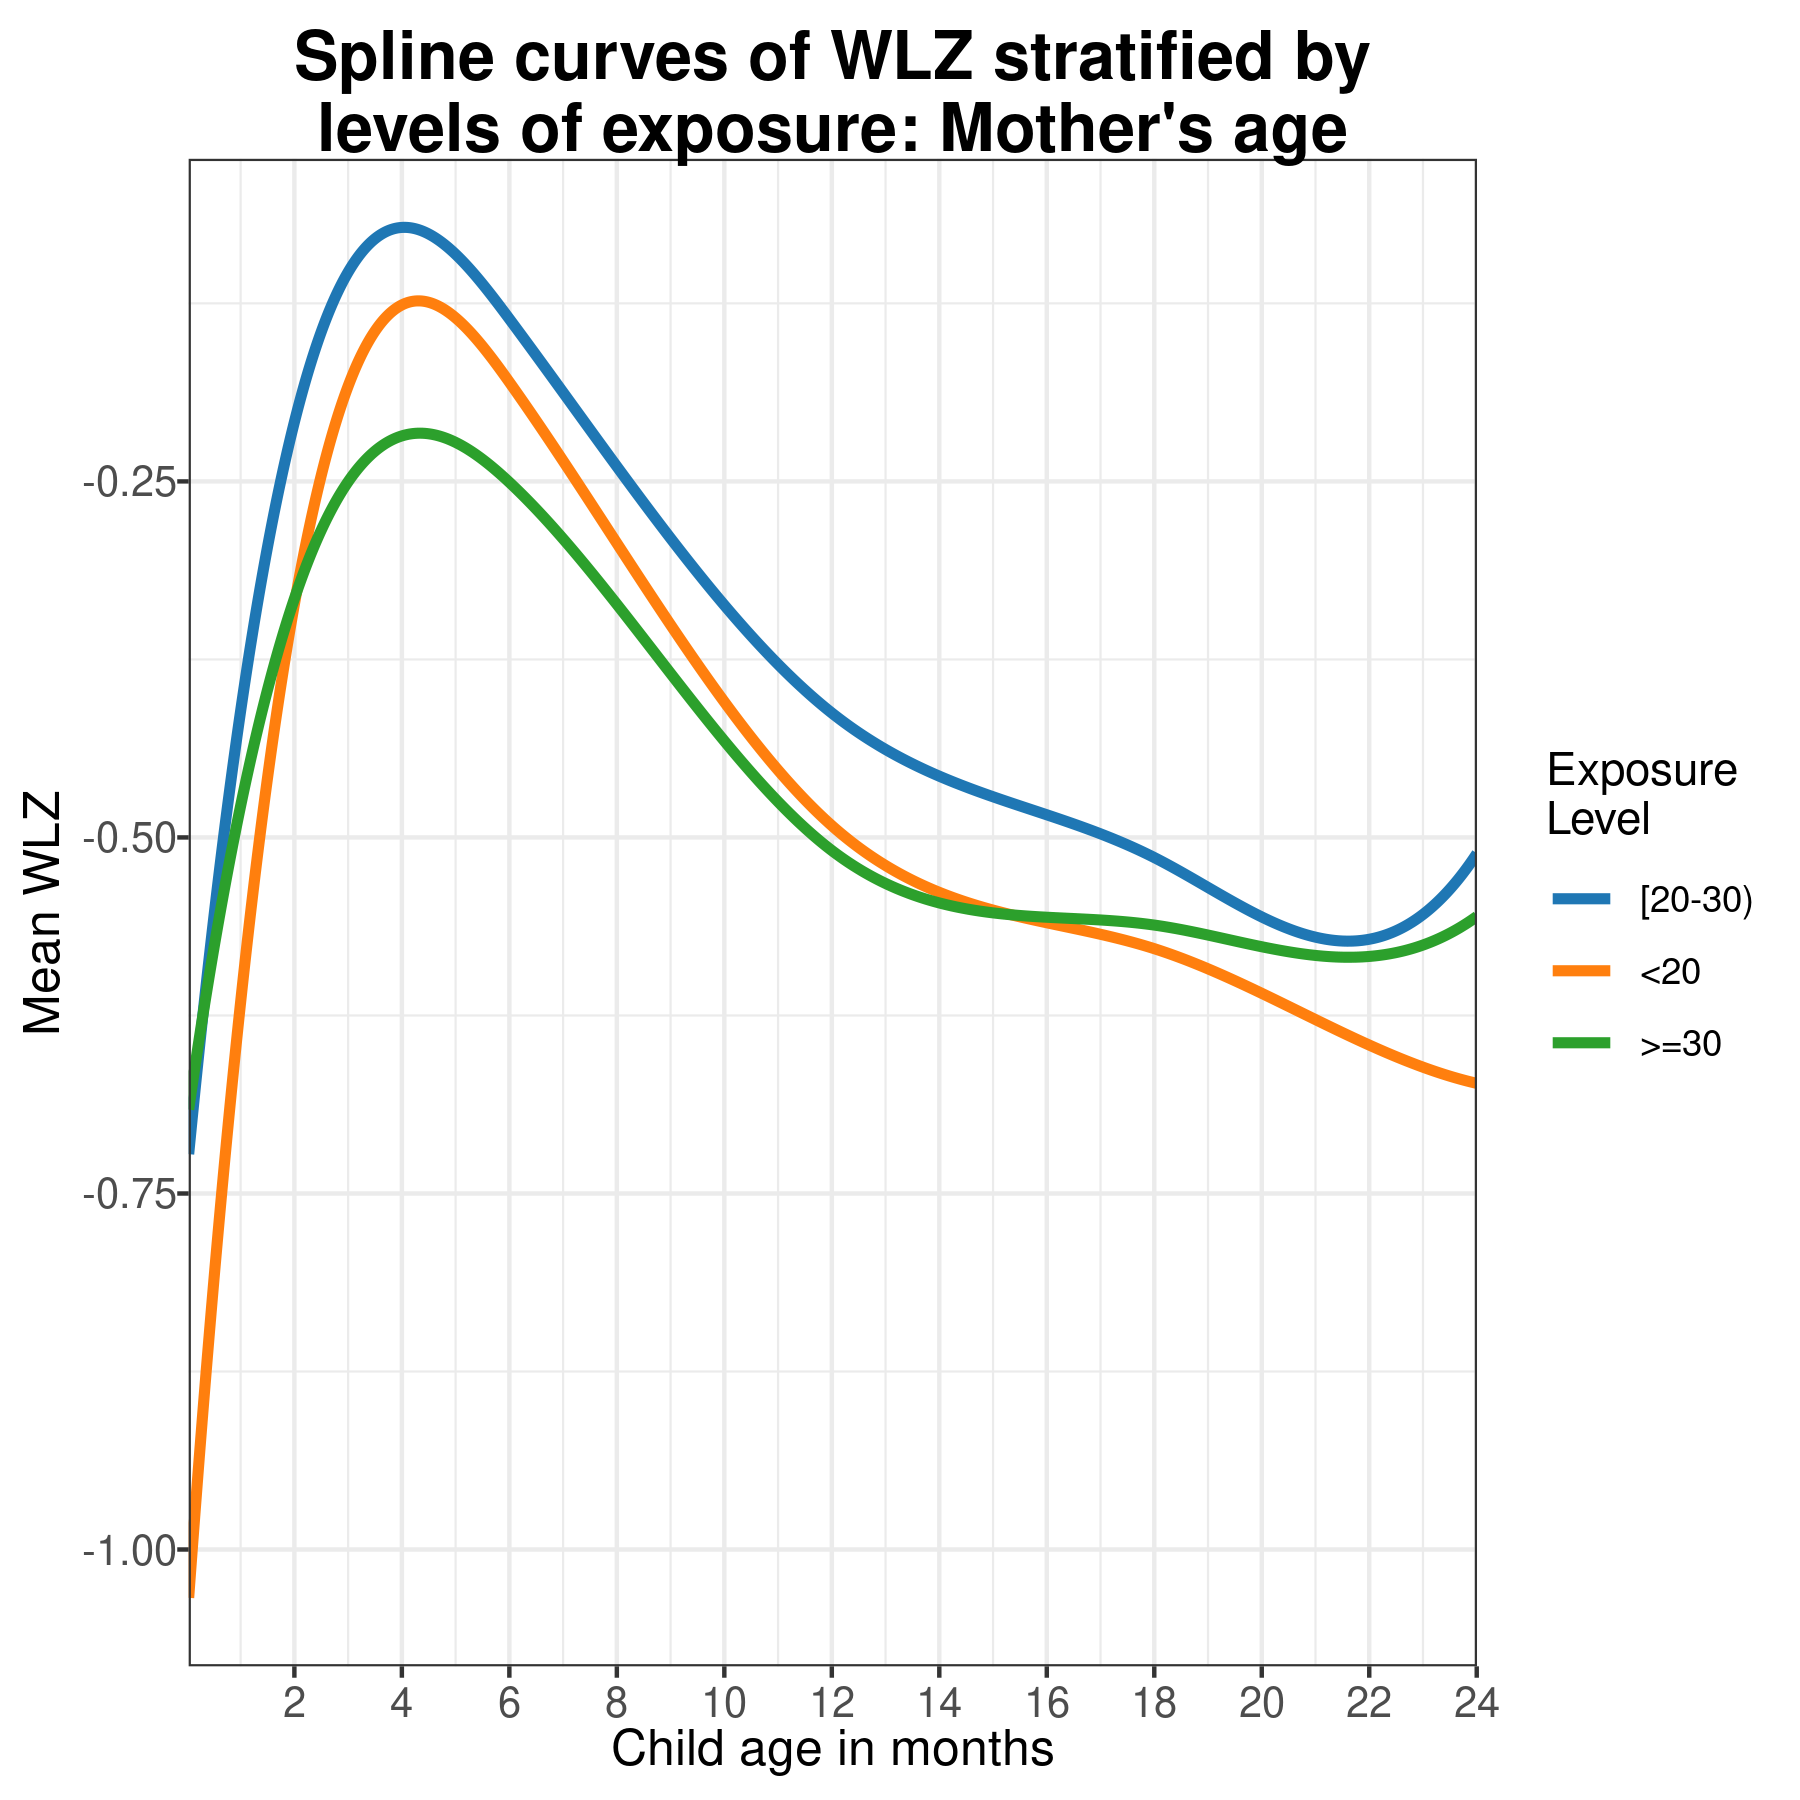 Spline curves of WLZ stratified by
levels of exposure: Mother's age
Mean WLZ
-0.25
-0.50
-0.75
-1.00
2 4 6 8 10 12 14 16 18 20 22 24
Child age in months
Exposure
Level
[20-30)
<20
>=30